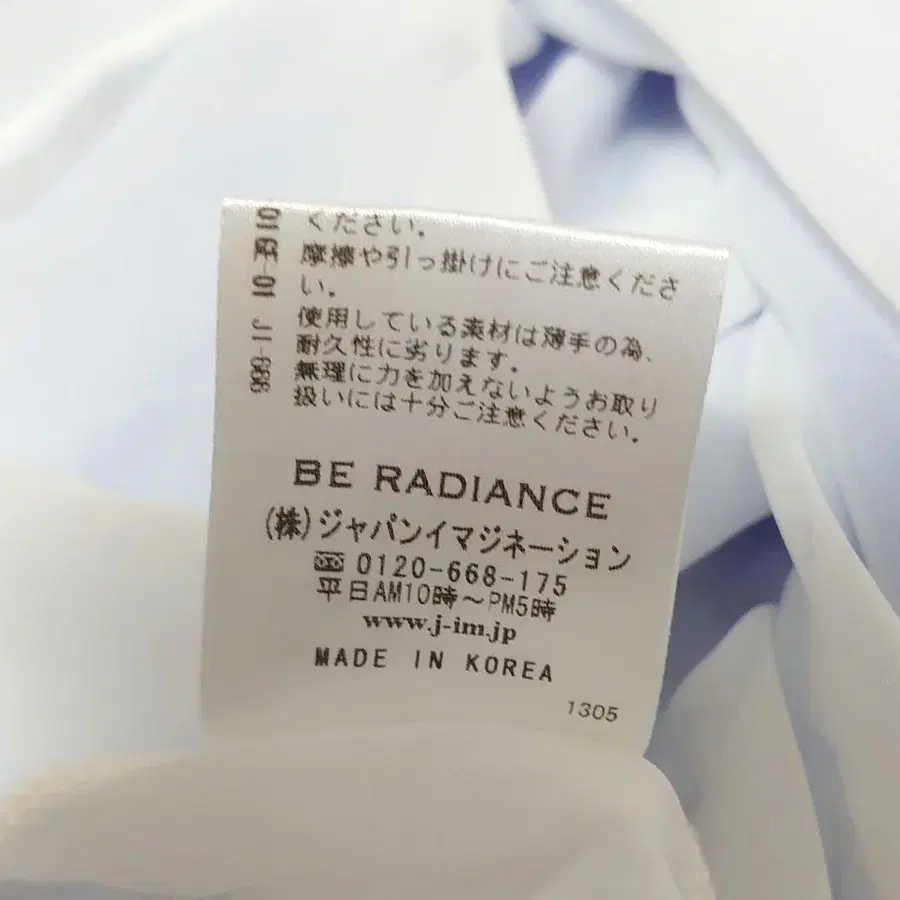 ください。
摩擦や引っ掛けにご注意くださ
い。
使用している素材は薄手の為、
耐久性に劣ります。
無理に力を加えないようお取り
扱いには十分ご注意ください。
BE RADIANCE
(株)ジャパンイマジネーション
0120-668-175
平日AM10時〜PM5時
www.j-im.jp
MADE IN KOREA
1305